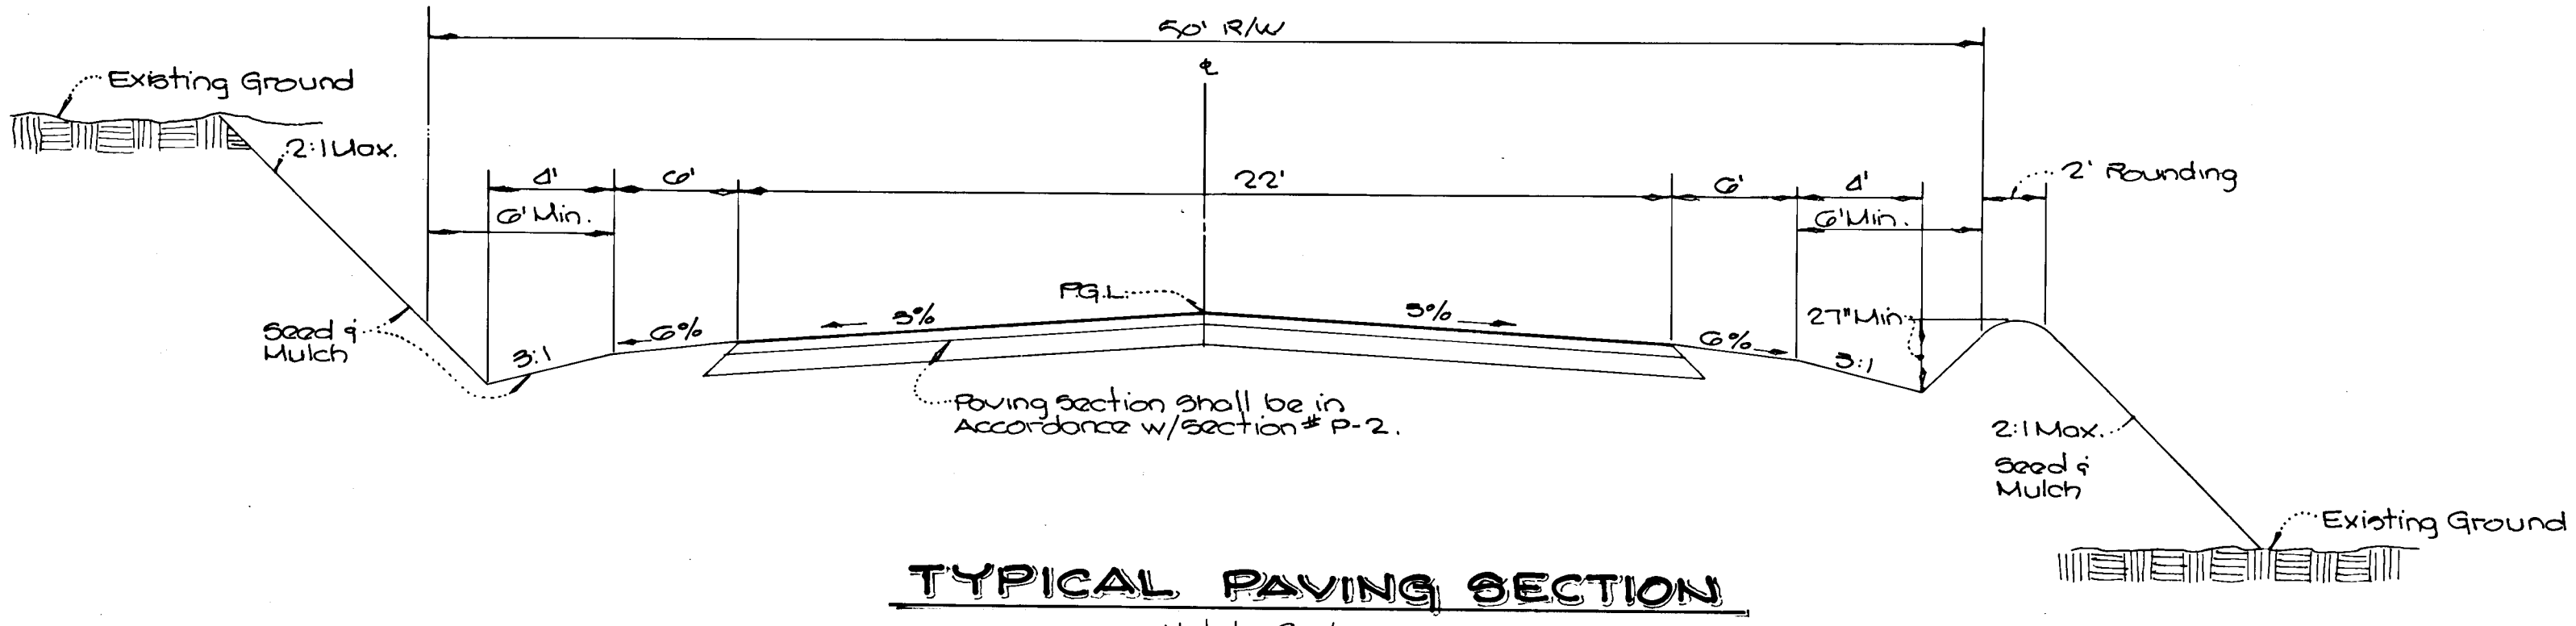 50' R/W
℄
Existing Ground
2:1 Max.
4'
6'
22'
6'
4'
2' Rounding
6' Min.
6' Min.
P.G.L.
3%
3%
27" Min.
Seed &
Mulch
3:1
6%
6%
3:1
Paving Section Shall be in
Accordance w/Section # P-2.
2:1 Max.
Seed &
Mulch
Existing Ground
TYPICAL PAVING SECTION